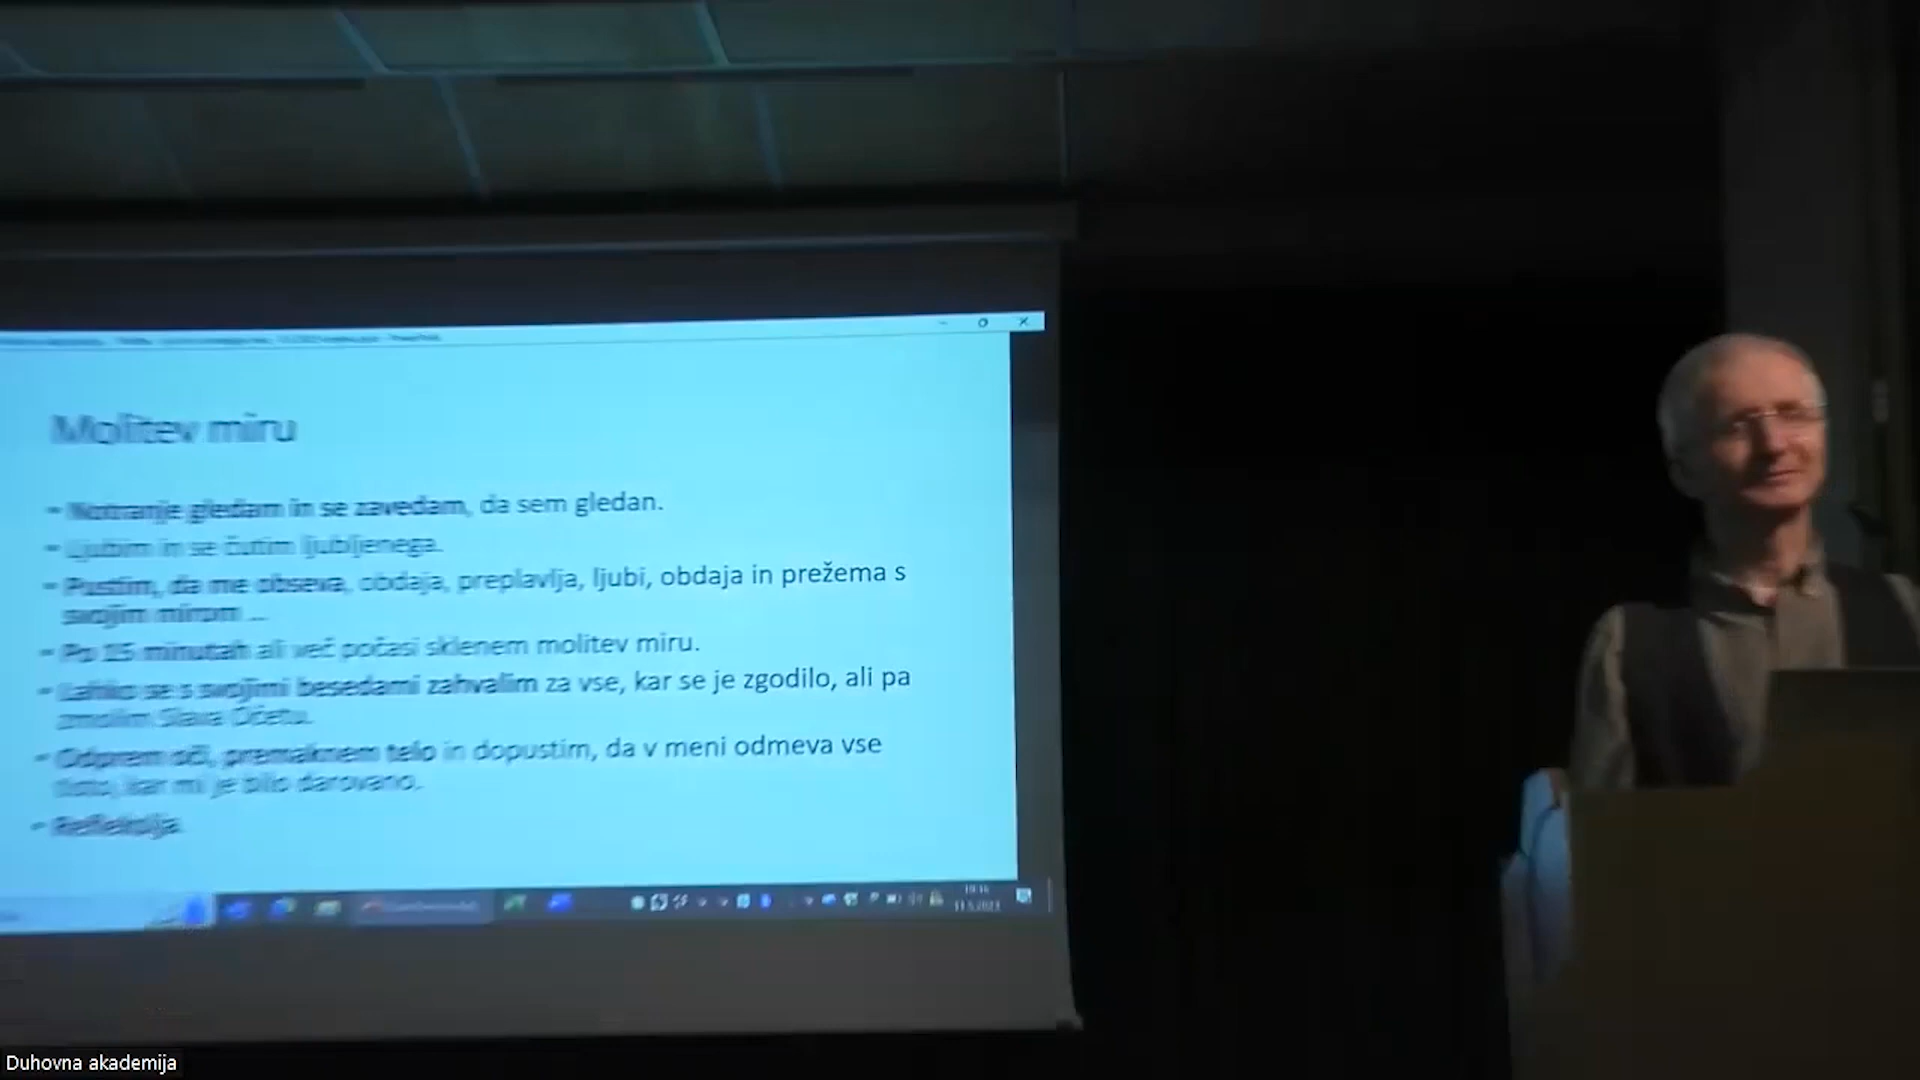 Molitev miru
- Notranje gledam in se zavedam, da sem gledan.
- Ljubim in se čutim ljubljenega.
- Pustim, da me obseva, obdaja, preplavlja, ljubi, obdaja in prežema s
svojim mirom ...
- Po 15 minutah ali več počasi sklenem molitev miru.
- Lahko se s svojimi besedami zahvalim za vse, kar se je zgodilo, ali pa
zmolim Slava Očetu.
- Odprem oči, premaknem telo in dopustim, da v meni odmeva vse
tisto, kar mi je bilo darovano.
- Refleksija
11.5.2023
Duhovna akademija